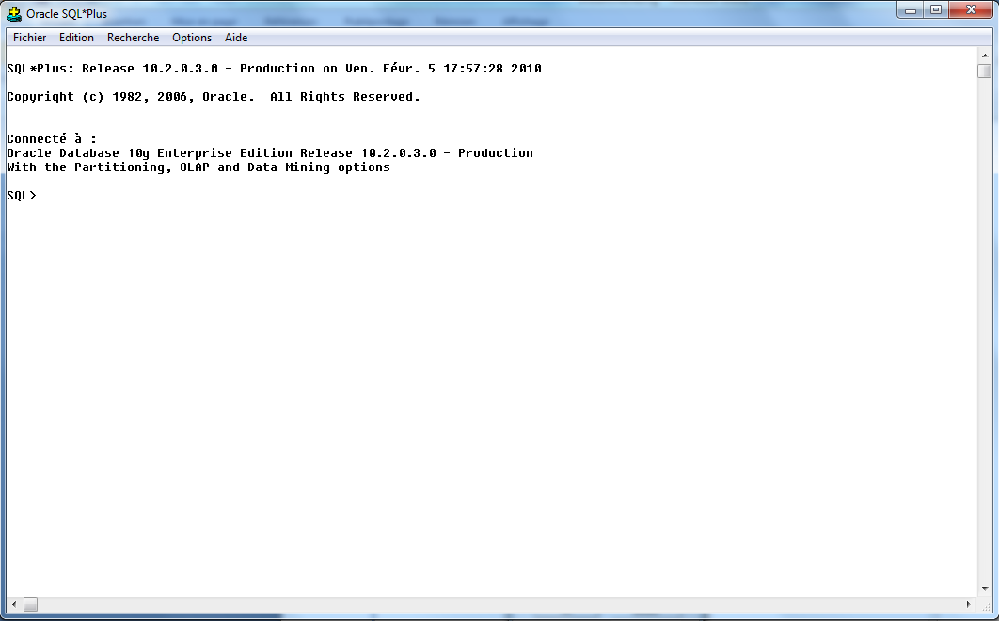 Oracle SQL*Plus
Fichier Edition Recherche Options Aide
SQL*Plus: Release 10.2.0.3.0 - Production on Ven. Févr. 5 17:57:28 2010
Copyright (c) 1982, 2006, Oracle.  All Rights Reserved.
Connecté à :
Oracle Database 10g Enterprise Edition Release 10.2.0.3.0 - Production
With the Partitioning, OLAP and Data Mining options
SQL>